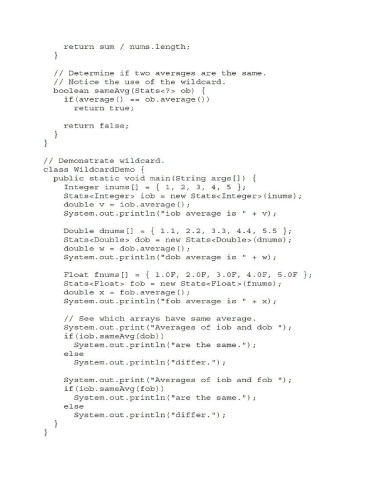 return sum / nums.length;
}
// Determine if two averages are the same.
// Notice the use of the wildcard.
boolean sameAvg(Stats<?> ob) {
if(average() == ob.average())
return true;
return false;
}
}
// Demonstrate wildcard.
class WildcardDemo {
public static void main(String args[]) {
Integer inums[] = { 1, 2, 3, 4, 5 };
Stats<Integer> iob = new Stats<Integer>(inums);
double v = iob.average();
System.out.println("iob average is " + v);
Double dnums[] = { 1.1, 2.2, 3.3, 4.4, 5.5 };
Stats<Double> dob = new Stats<Double>(dnums);
double w = dob.average();
System.out.println("dob average is " + w);
Float fnums[] = { 1.0F, 2.0F, 3.0F, 4.0F, 5.0F };
Stats<Float> fob = new Stats<Float>(fnums);
double x = fob.average();
System.out.println("fob average is " + x);
// See which arrays have same average.
System.out.print("Averages of iob and dob ");
if(iob.sameAvg(dob))
System.out.println("are the same.");
else
System.out.println("differ.");
System.out.print("Averages of iob and fob ");
if(iob.sameAvg(fob))
System.out.println("are the same.");
else
System.out.println("differ.");
}
}